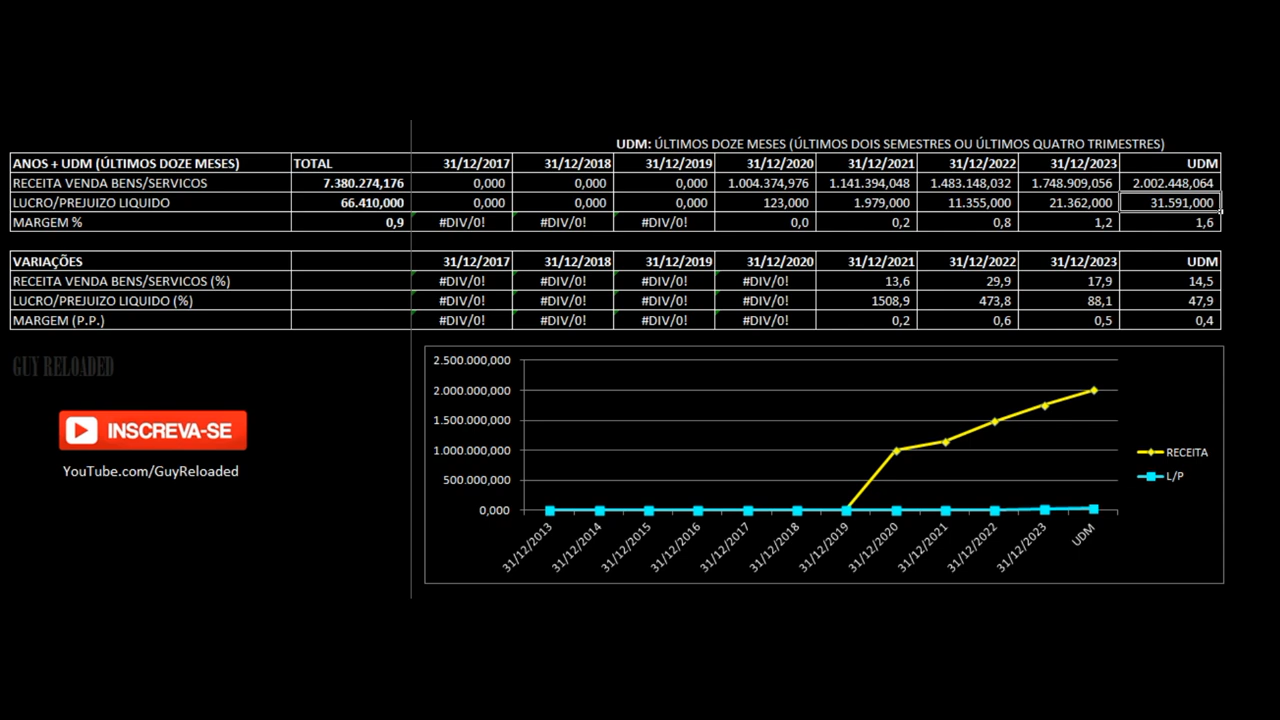 UDM: ÚLTIMOS DOZE MESES (ÚLTIMOS DOIS SEMESTRES OU ÚLTIMOS QUATRO TRIMESTRES)
ANOS + UDM (ÚLTIMOS DOZE MESES) TOTAL 31/12/2017 31/12/2018 31/12/2019 31/12/2020 31/12/2021 31/12/2022 31/12/2023 UDM
RECEITA VENDA BENS/SERVICOS 7.380.274,176 0,000 0,000 0,000 1.004.374,976 1.141.394,048 1.483.148,032 1.748.909,056 2.002.448,064
LUCRO/PREJUIZO LIQUIDO 66.410,000 0,000 0,000 0,000 123,000 1.979,000 11.355,000 21.362,000 31.591,000
MARGEM % 0,9 #DIV/0! #DIV/0! #DIV/0! 0,0 0,2 0,8 1,2 1,6
VARIAÇÕES 31/12/2017 31/12/2018 31/12/2019 31/12/2020 31/12/2021 31/12/2022 31/12/2023 UDM
RECEITA VENDA BENS/SERVICOS (%) #DIV/0! #DIV/0! #DIV/0! #DIV/0! 13,6 29,9 17,9 14,5
LUCRO/PREJUIZO LIQUIDO (%) #DIV/0! #DIV/0! #DIV/0! #DIV/0! 1508,9 473,8 88,1 47,9
MARGEM (P.P.) #DIV/0! #DIV/0! #DIV/0! #DIV/0! 0,2 0,6 0,5 0,4
GUY RELOADED
INSCREVA-SE
YouTube.com/GuyReloaded
2.500.000,000
2.000.000,000
1.500.000,000
1.000.000,000
500.000,000
0,000
31/12/2013 31/12/2014 31/12/2015 31/12/2016 31/12/2017 31/12/2018 31/12/2019 31/12/2020 31/12/2021 31/12/2022 31/12/2023 UDM
RECEITA
L/P